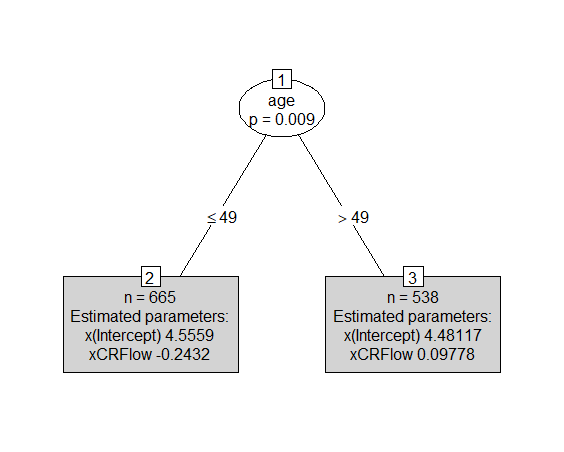 1
age
p = 0.009
≤ 49
> 49
2
n = 665
Estimated parameters:
x(Intercept) 4.5559
xCRFlow -0.2432
3
n = 538
Estimated parameters:
x(Intercept) 4.48117
xCRFlow 0.09778